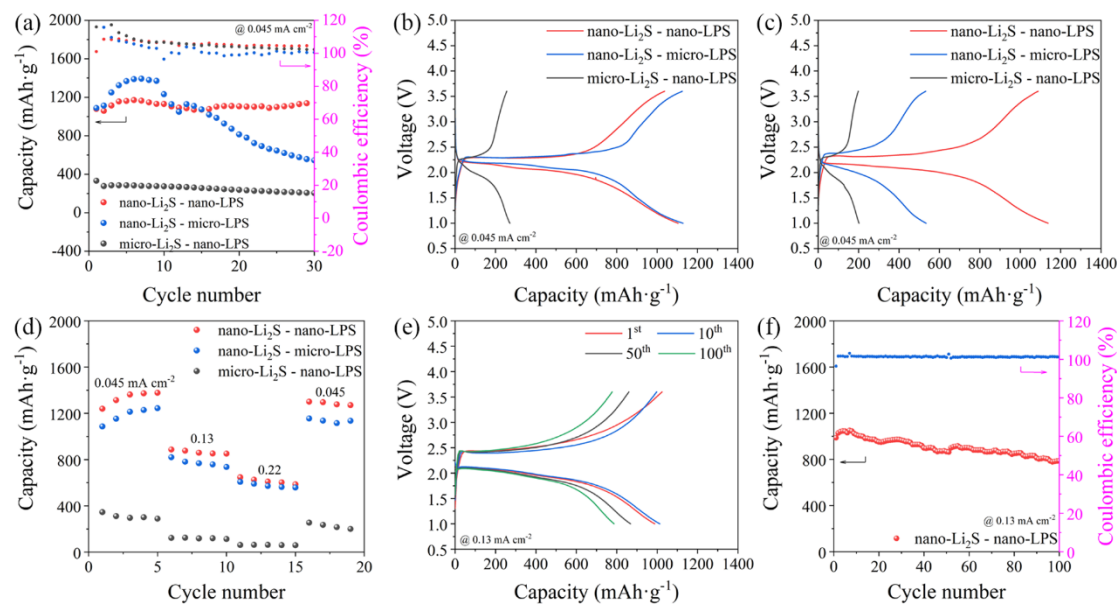 (a)
2000
1600
1200
800
400
0
-400
Capacity (mAh·g⁻¹)
0 10 20 30
Cycle number
@ 0.045 mA cm⁻²
nano-Li₂S - nano-LPS
nano-Li₂S - micro-LPS
micro-Li₂S - nano-LPS
120
100
80
60
40
20
0
-20
Coulombic efficiency (%)
(b)
5.0
4.5
4.0
3.5
3.0
2.5
2.0
1.5
1.0
0.5
Voltage (V)
nano-Li₂S - nano-LPS
nano-Li₂S - micro-LPS
micro-Li₂S - nano-LPS
@ 0.045 mA cm⁻²
0 200 400 600 800 1000 1200 1400
Capacity (mAh·g⁻¹)
(c)
5.0
4.5
4.0
3.5
3.0
2.5
2.0
1.5
1.0
0.5
Voltage (V)
nano-Li₂S - nano-LPS
nano-Li₂S - micro-LPS
micro-Li₂S - nano-LPS
@ 0.045 mA cm⁻²
0 200 400 600 800 1000 1200 1400
Capacity (mAh·g⁻¹)
(d)
2000
1600
1200
800
400
0
Capacity (mAh·g⁻¹)
nano-Li₂S - nano-LPS
nano-Li₂S - micro-LPS
micro-Li₂S - nano-LPS
0.045 mA cm⁻²
0.13
0.22
0.045
0 5 10 15 20
Cycle number
(e)
5.0
4.5
4.0
3.5
3.0
2.5
2.0
1.5
1.0
0.5
Voltage (V)
1ˢᵗ 10ᵗʰ
50ᵗʰ 100ᵗʰ
@ 0.13 mA cm⁻²
0 200 400 600 800 1000 1200 1400
Capacity (mAh·g⁻¹)
(f)
2000
1600
1200
800
400
0
Capacity (mAh·g⁻¹)
@ 0.13 mA cm⁻²
nano-Li₂S - nano-LPS
0 20 40 60 80 100
Cycle number
120
100
80
60
40
20
0
Coulombic efficiency (%)